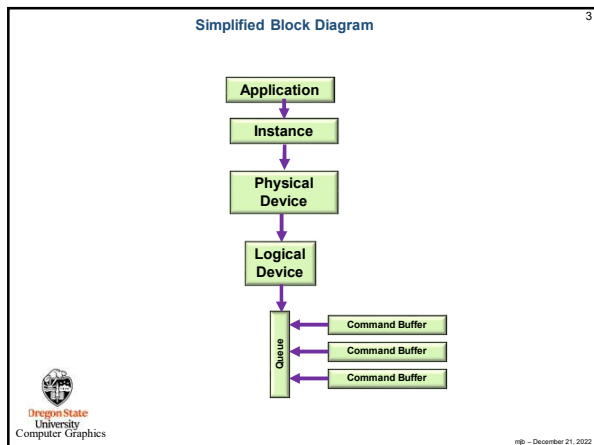 3
Simplified Block Diagram
Application
Instance
Physical
Device
Logical
Device
Queue
Command Buffer
Command Buffer
Command Buffer
Oregon State
University
Computer Graphics
mjb – December 21, 2022